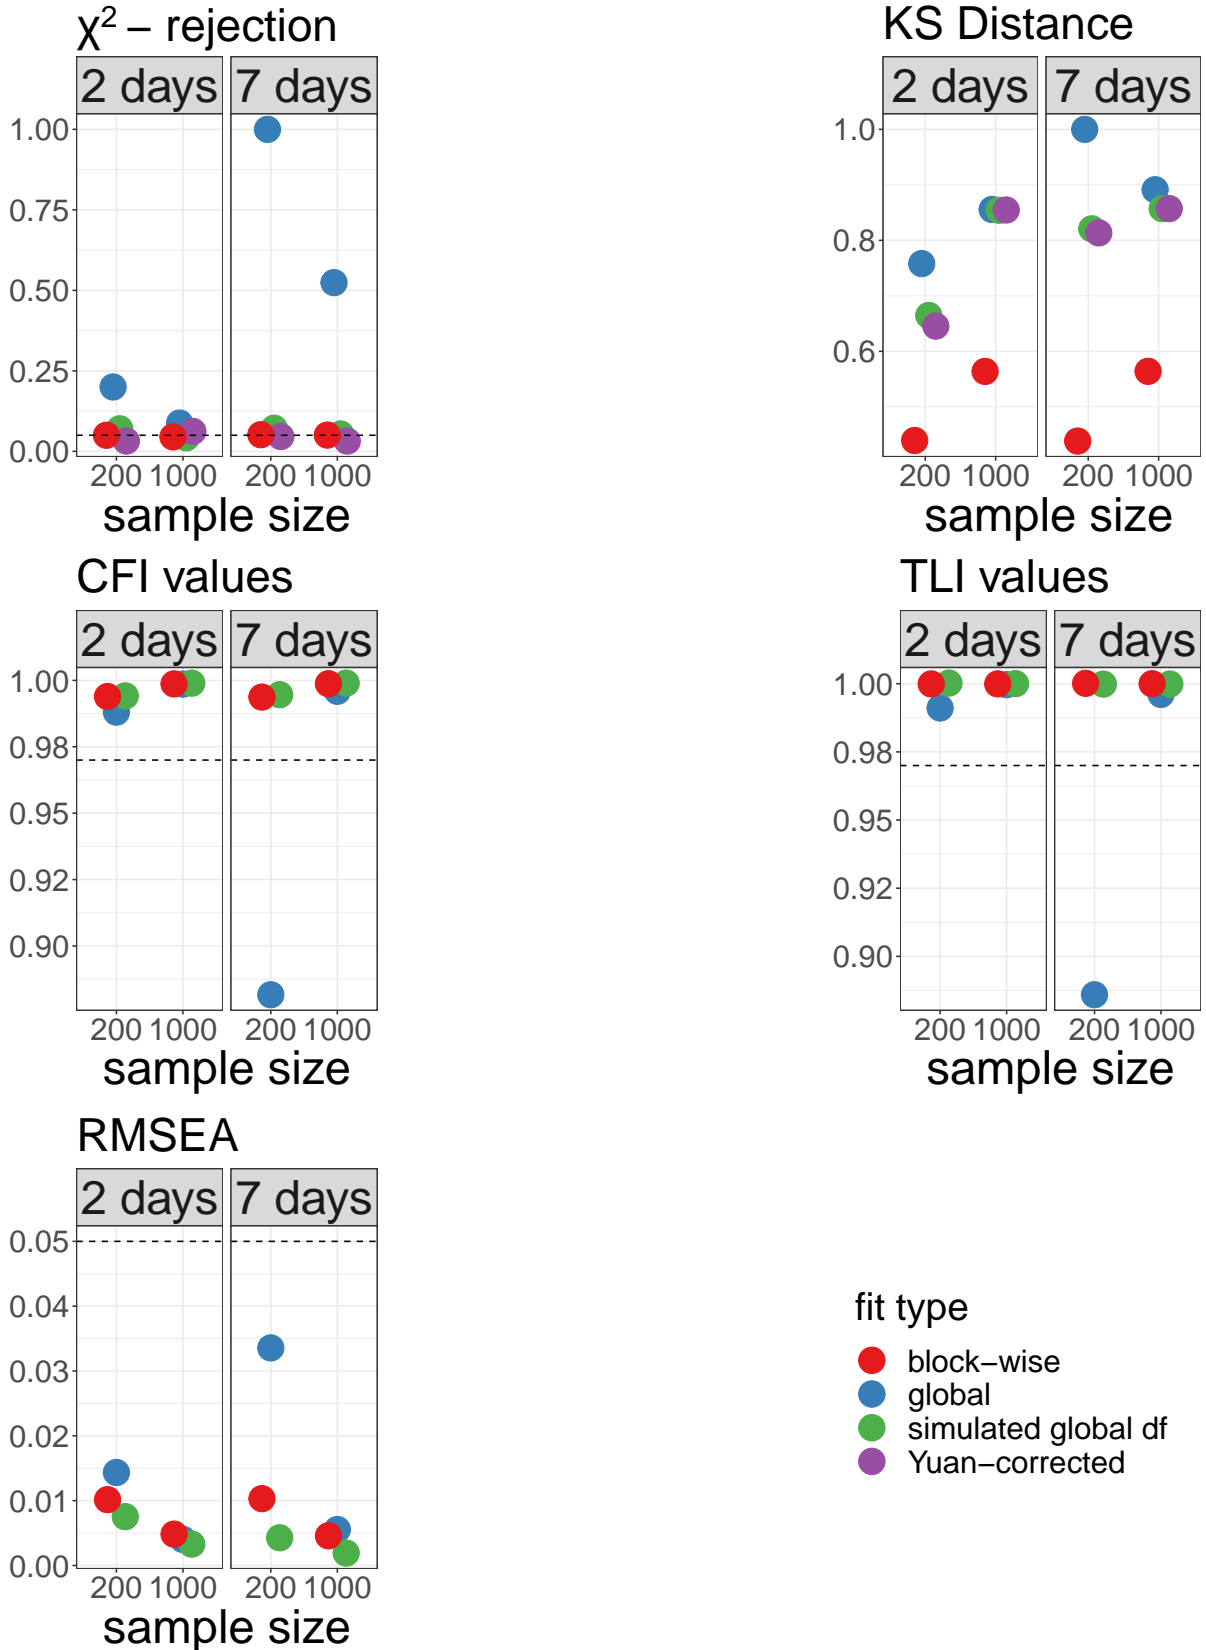 χ² − rejection
KS Distance
2 days
7 days
2 days
7 days
1.00
0.75
0.50
0.25
0.00
1.0
0.8
0.6
200 1000
200 1000
200 1000
200 1000
sample size
sample size
CFI values
TLI values
2 days
7 days
2 days
7 days
1.00
0.98
0.95
0.92
0.90
1.00
0.98
0.95
0.92
0.90
200 1000
200 1000
200 1000
200 1000
sample size
sample size
RMSEA
2 days
7 days
0.05
0.04
0.03
0.02
0.01
0.00
200 1000
200 1000
sample size
fit type
block−wise
global
simulated global df
Yuan−corrected